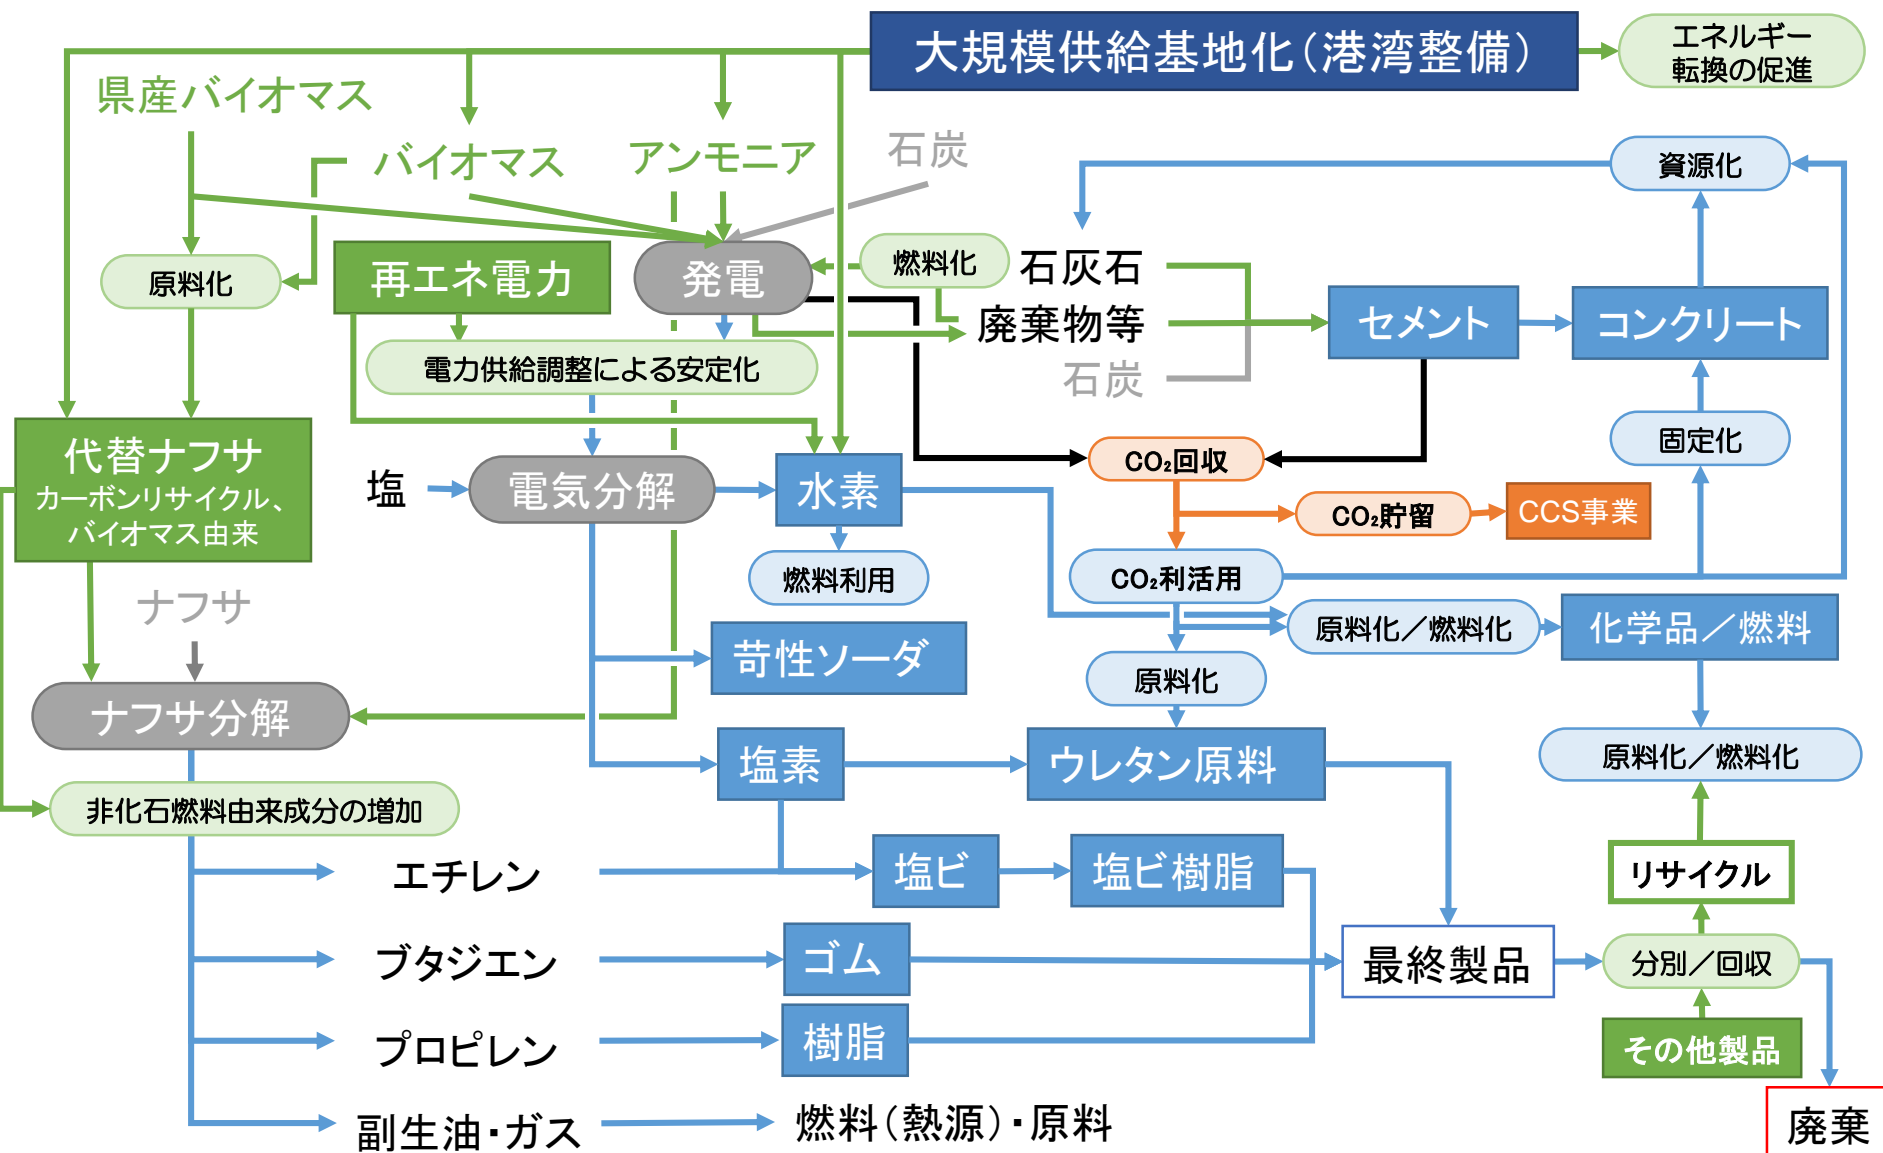 大規模供給基地化（港湾整備）
エネルギー
転換の促進
県産バイオマス
バイオマス
アンモニア
石炭
資源化
原料化
再エネ電力
発電
燃料化
石灰石
廃棄物等
石炭
セメント
コンクリート
電力供給調整による安定化
代替ナフサ
カーボンリサイクル、
バイオマス由来
塩
電気分解
水素
CO₂回収
固定化
CO₂貯留
CCS事業
燃料利用
CO₂利活用
ナフサ
苛性ソーダ
原料化／燃料化
化学品／燃料
原料化
ナフサ分解
塩素
ウレタン原料
原料化／燃料化
非化石燃料由来成分の増加
エチレン
塩ビ
塩ビ樹脂
リサイクル
ブタジエン
ゴム
最終製品
分別／回収
プロピレン
樹脂
その他製品
副生油・ガス
燃料（熱源）・原料
廃棄